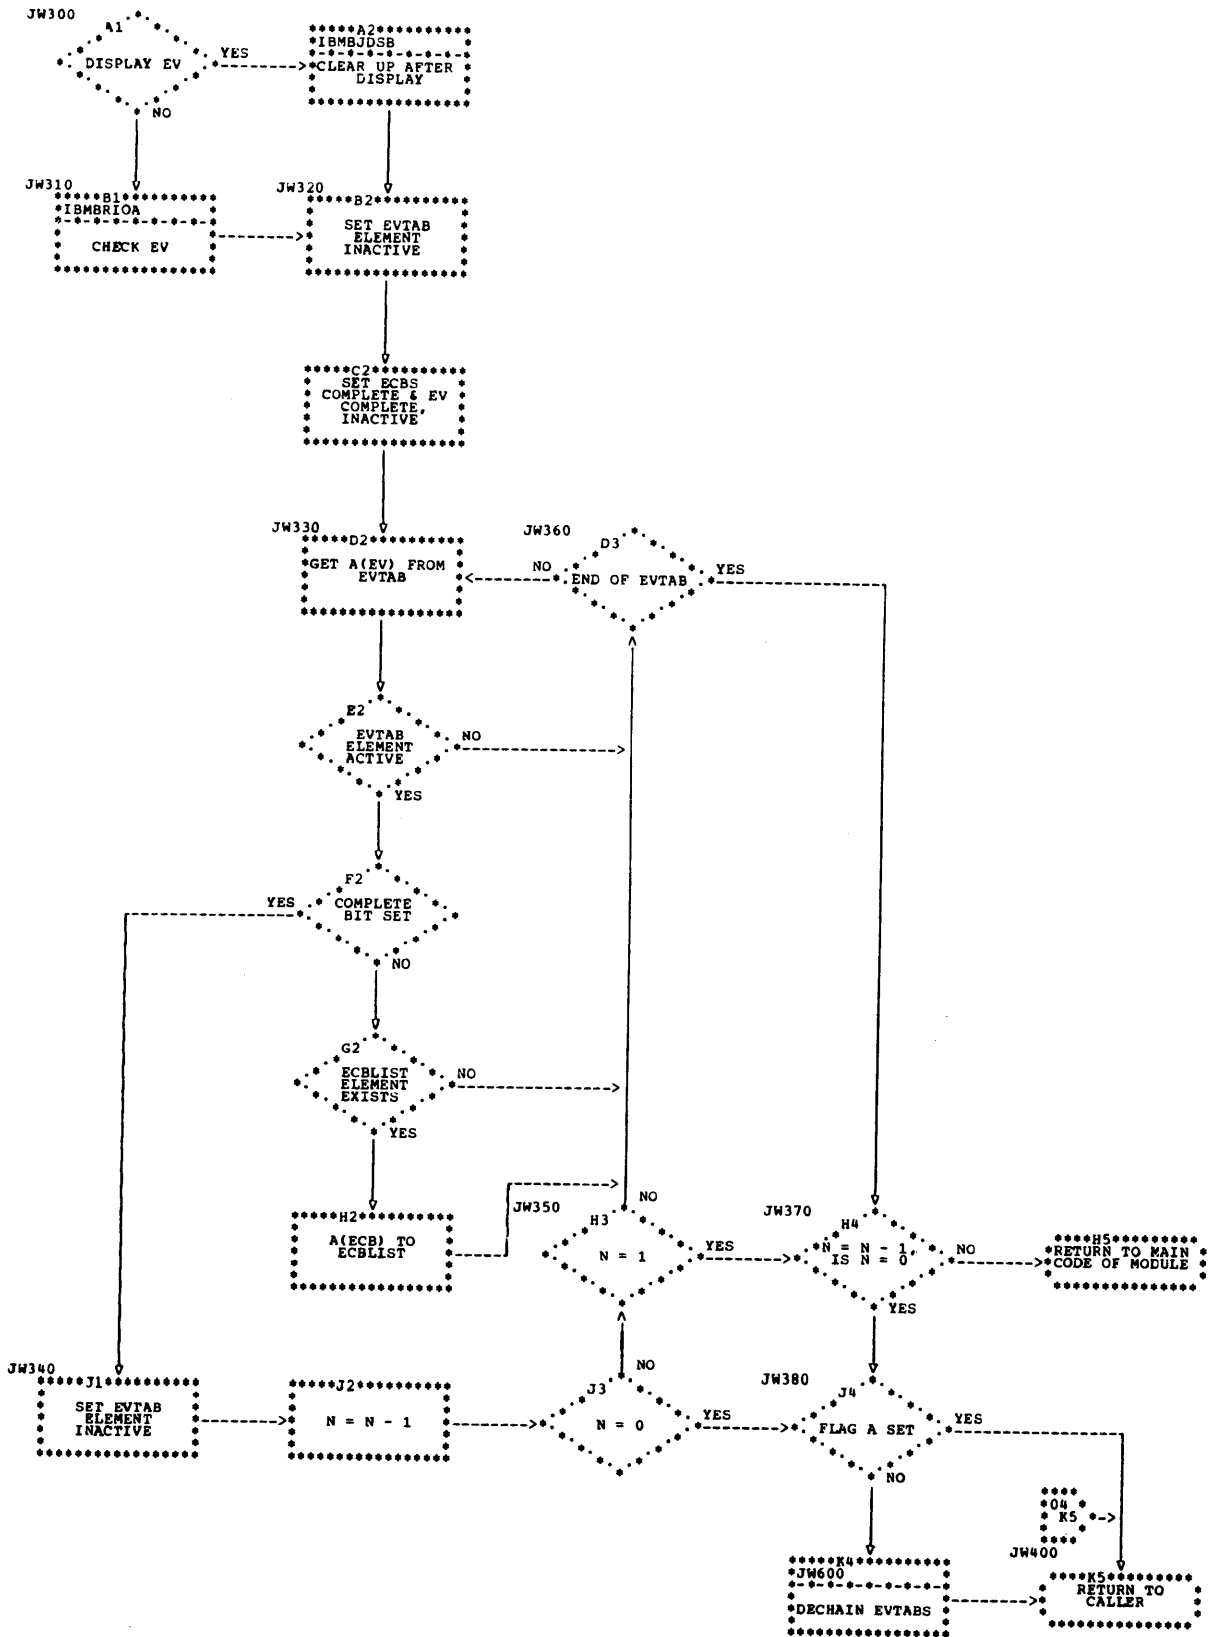 JW300
A1
DISPLAY EV
YES
NO
A2
IBMBJDSB
CLEAR UP AFTER
DISPLAY
JW310
B1
IBMBRIOA
CHECK EV
JW320
B2
SET EVTAB
ELEMENT
INACTIVE
C2
SET ECBS
COMPLETE & EV
COMPLETE,
INACTIVE
JW330
D2
GET A(EV) FROM
EVTAB
JW360
D3
NO
END OF EVTAB
YES
E2
EVTAB
ELEMENT
ACTIVE
NO
YES
F2
YES
COMPLETE
BIT SET
NO
G2
ECBLIST
ELEMENT
EXISTS
NO
YES
H2
A(ECB) TO
ECBLIST
JW350
H3
NO
N = 1
YES
JW370
H4
N = N - 1,
IS N = 0
NO
YES
H5
RETURN TO MAIN
CODE OF MODULE
JW340
J1
SET EVTAB
ELEMENT
INACTIVE
J2
N = N - 1
J3
NO
N = 0
YES
JW380
J4
FLAG A SET
YES
NO
04
K5
JW400
K4
JW600
DECHAIN EVTABS
K5
RETURN TO
CALLER